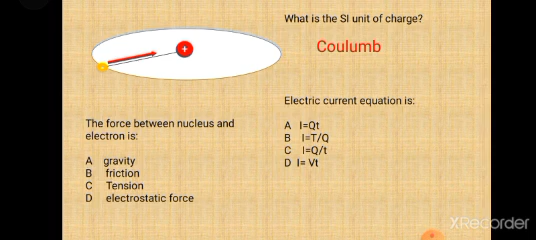 What is the SI unit of charge?
Coulumb
+
The force between nucleus and
electron is:
A gravity
B friction
C Tension
D electrostatic force
Electric current equation is:
A I=Qt
B I=T/Q
C I=Q/t
D I= Vt
XRecorder